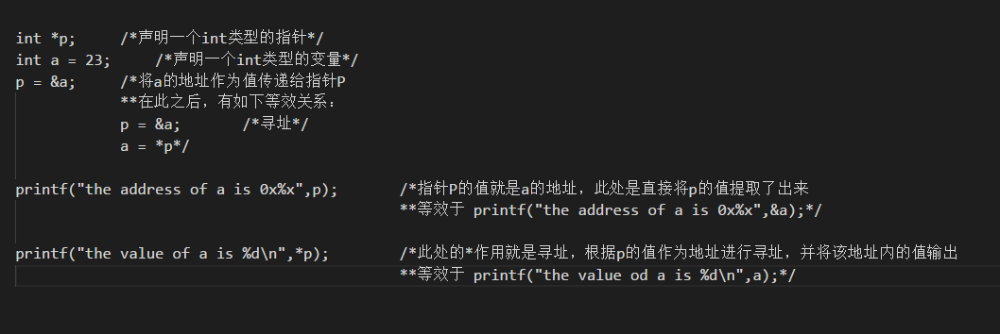 int *p;     /*声明一个int类型的指针*/
int a = 23;     /*声明一个int类型的变量*/
p = &a;     /*将a的地址作为值传递给指针P
**在此之后，有如下等效关系：
p = &a;       /*寻址*/
a = *p*/
printf("the address of a is 0x%x",p);       /*指针P的值就是a的地址，此处是直接将p的值提取了出来
**等效于 printf("the address of a is 0x%x",&a);*/
printf("the value of a is %d\n",*p);        /*此处的*作用就是寻址，根据p的值作为地址进行寻址，并将该地址内的值输出
**等效于 printf("the value od a is %d\n",a);*/